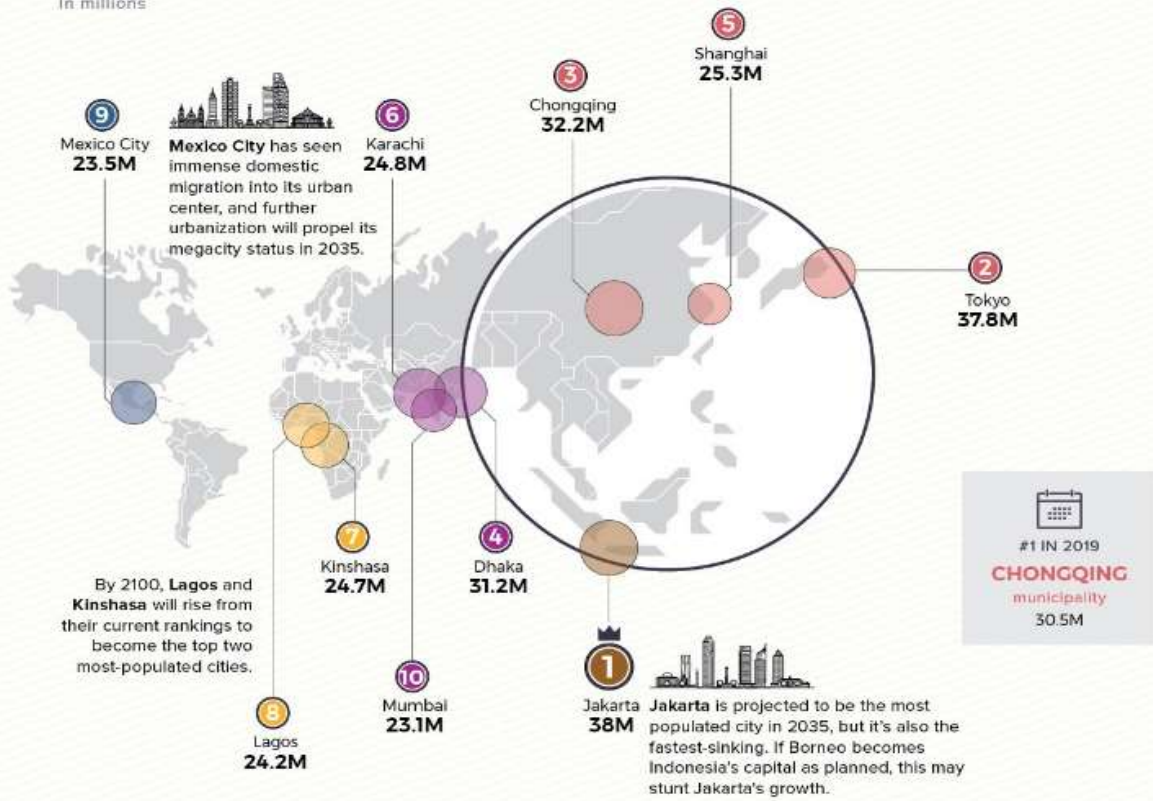 In millions
5
Shanghai
25.3M
3
Chongqing
32.2M
9
Mexico City
23.5M
Mexico City has seen
immense domestic
migration into its urban
center, and further
urbanization will propel its
megacity status in 2035.
6
Karachi
24.8M
2
Tokyo
37.8M
7
Kinshasa
24.7M
4
Dhaka
31.2M
#1 IN 2019
CHONGQING
municipality
30.5M
By 2100, Lagos and
Kinshasa will rise from
their current rankings to
become the top two
most-populated cities.
8
Lagos
24.2M
10
Mumbai
23.1M
1
Jakarta
38M
Jakarta is projected to be the most
populated city in 2035, but it's also the
fastest-sinking. If Borneo becomes
Indonesia's capital as planned, this may
stunt Jakarta's growth.